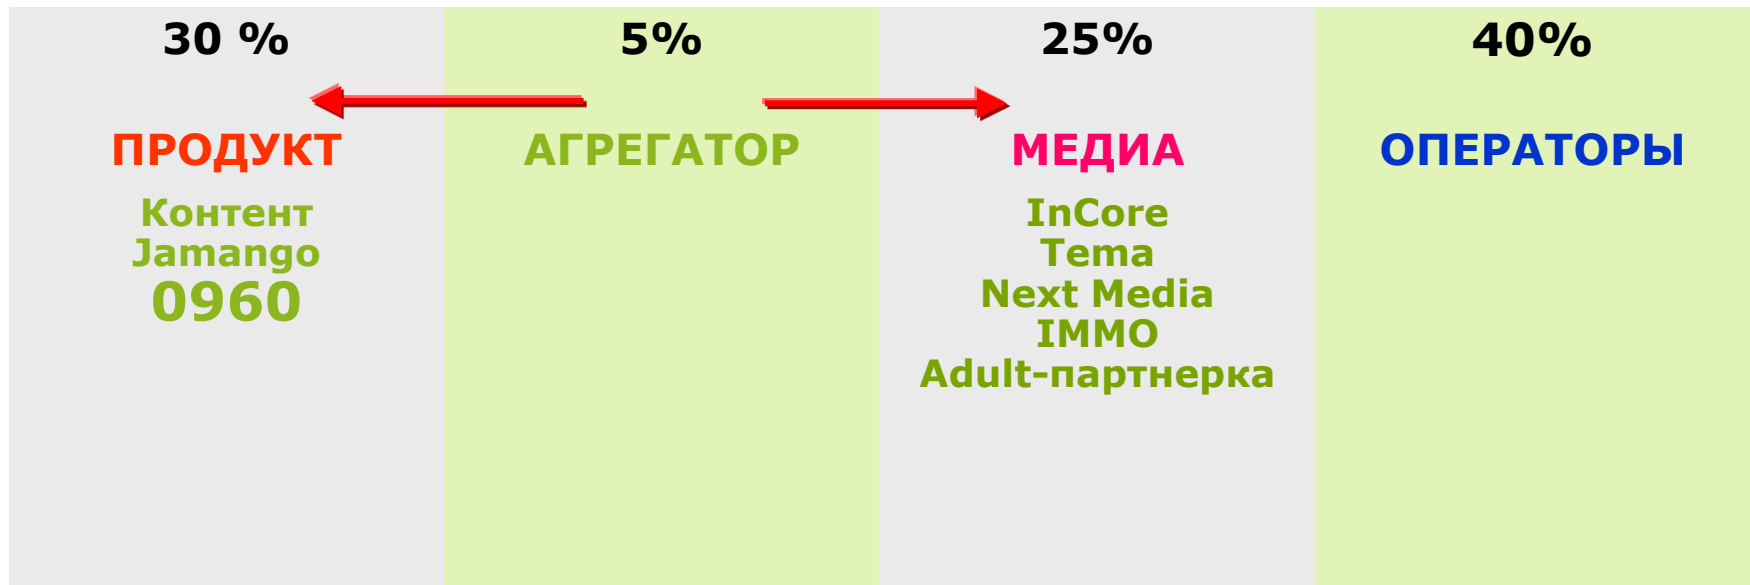 30 %
5%
25%
40%
ПРОДУКТ
АГРЕГАТОР
МЕДИА
ОПЕРАТОРЫ
Контент
Jamango
0960
InCore
Tema
Next Media
IMMO
Adult-партнерка